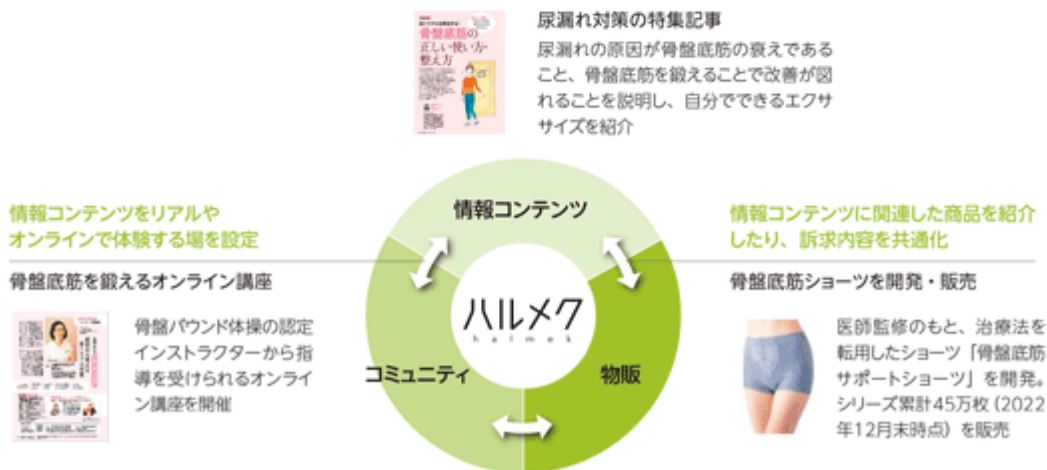 尿漏れ対策の特集記事
尿漏れの原因が骨盤底筋の衰えであ
ること、骨盤底筋を鍛えることで改善が図
れることを説明し、自分でできるエクサ
サイズを紹介
骨盤底筋の
正しい使い方・
整え方
情報コンテンツをリアルや
オンラインで体験する場を設定
骨盤底筋を鍛えるオンライン講座
骨盤バウンド体操の認定
インストラクターから指
導を受けられるオンライ
ン講座を開催
情報コンテンツ
ハルメク
halmek
コミュニティ
物販
情報コンテンツに関連した商品を紹介
したり、訴求内容を共通化
骨盤底筋ショーツを開発・販売
医師監修のもと、治療法を
転用したショーツ「骨盤底筋
サポートショーツ」を開発。
シリーズ累計45万枚（2022
年12月末時点）を販売